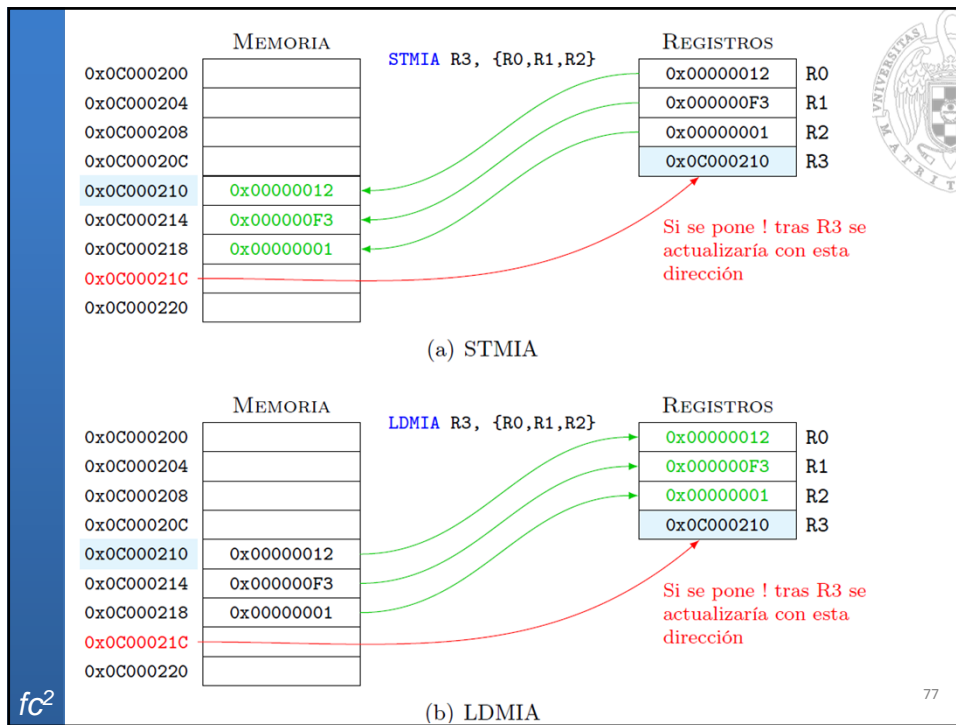 MEMORIA
STMIA R3, {R0,R1,R2}
REGISTROS
0x0C000200
0x00000012 R0
0x0C000204
0x000000F3 R1
0x0C000208
0x00000001 R2
0x0C00020C
0x0C000210 R3
0x0C000210 0x00000012
0x0C000214 0x000000F3
0x0C000218 0x00000001
0x0C00021C
0x0C000220
Si se pone ! tras R3 se
actualizaría con esta
dirección
(a) STMIA
MEMORIA
LDMIA R3, {R0,R1,R2}
REGISTROS
0x0C000200
0x00000012 R0
0x0C000204
0x000000F3 R1
0x0C000208
0x00000001 R2
0x0C00020C
0x0C000210 R3
0x0C000210 0x00000012
0x0C000214 0x000000F3
0x0C000218 0x00000001
0x0C00021C
0x0C000220
Si se pone ! tras R3 se
actualizaría con esta
dirección
(b) LDMIA
fc²
77
VNIVERSITAS
MATRIT